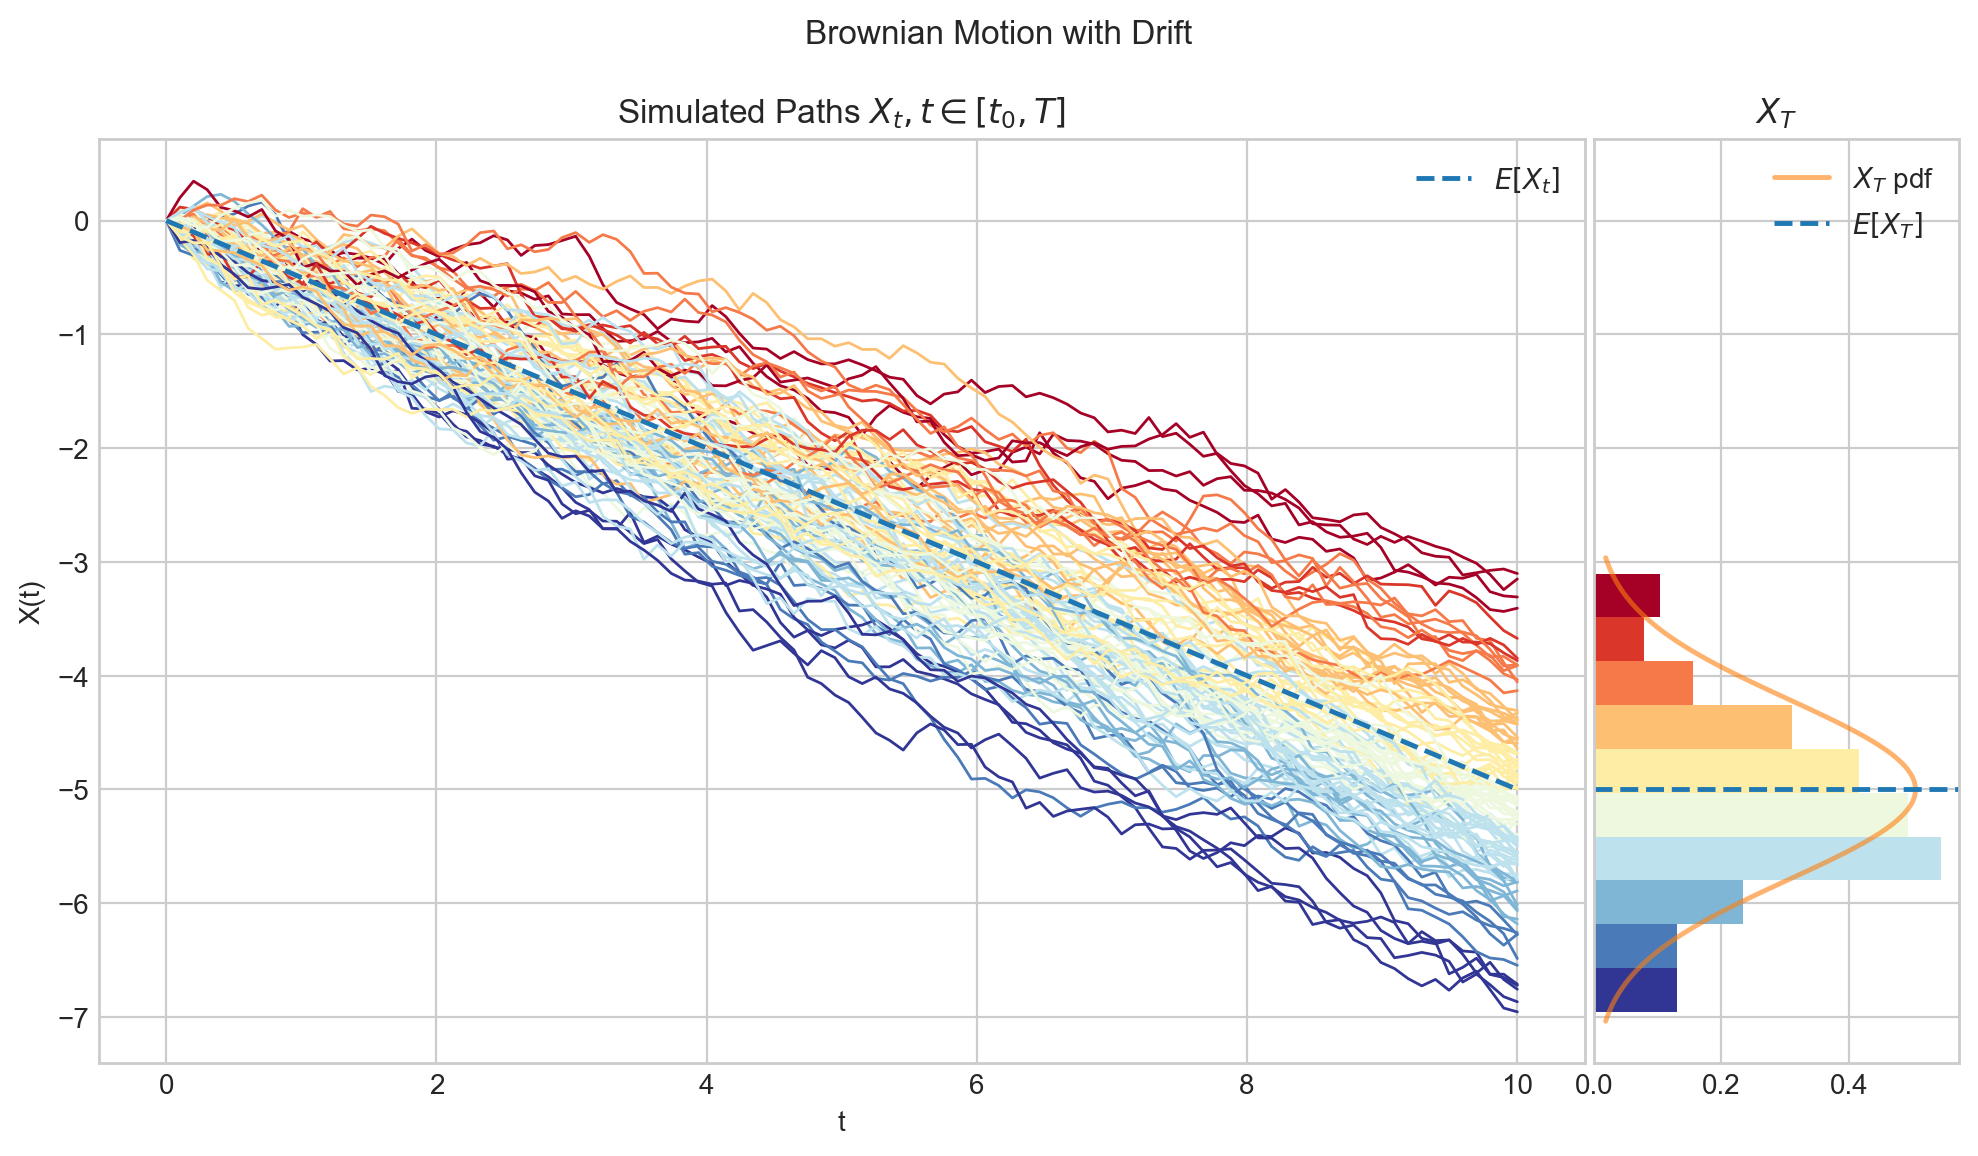 Brownian Motion with Drift
Simulated Paths $X_t, t \in [t_0, T]$
$X_T$
$E[X_t]$
$X_T$ pdf
$E[X_T]$
X(t)
0
−1
−2
−3
−4
−5
−6
−7
0 2 4 6 8 10
0.0 0.2 0.4
t